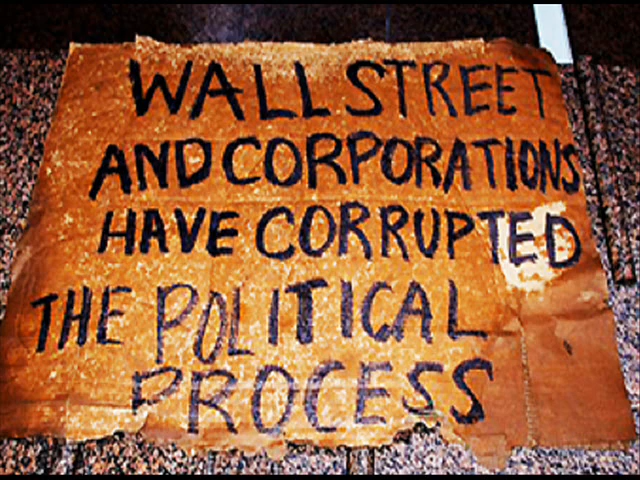 WALL STREET
AND CORPORATIONS
HAVE CORRUPTED
THE POLITICAL
PROCESS